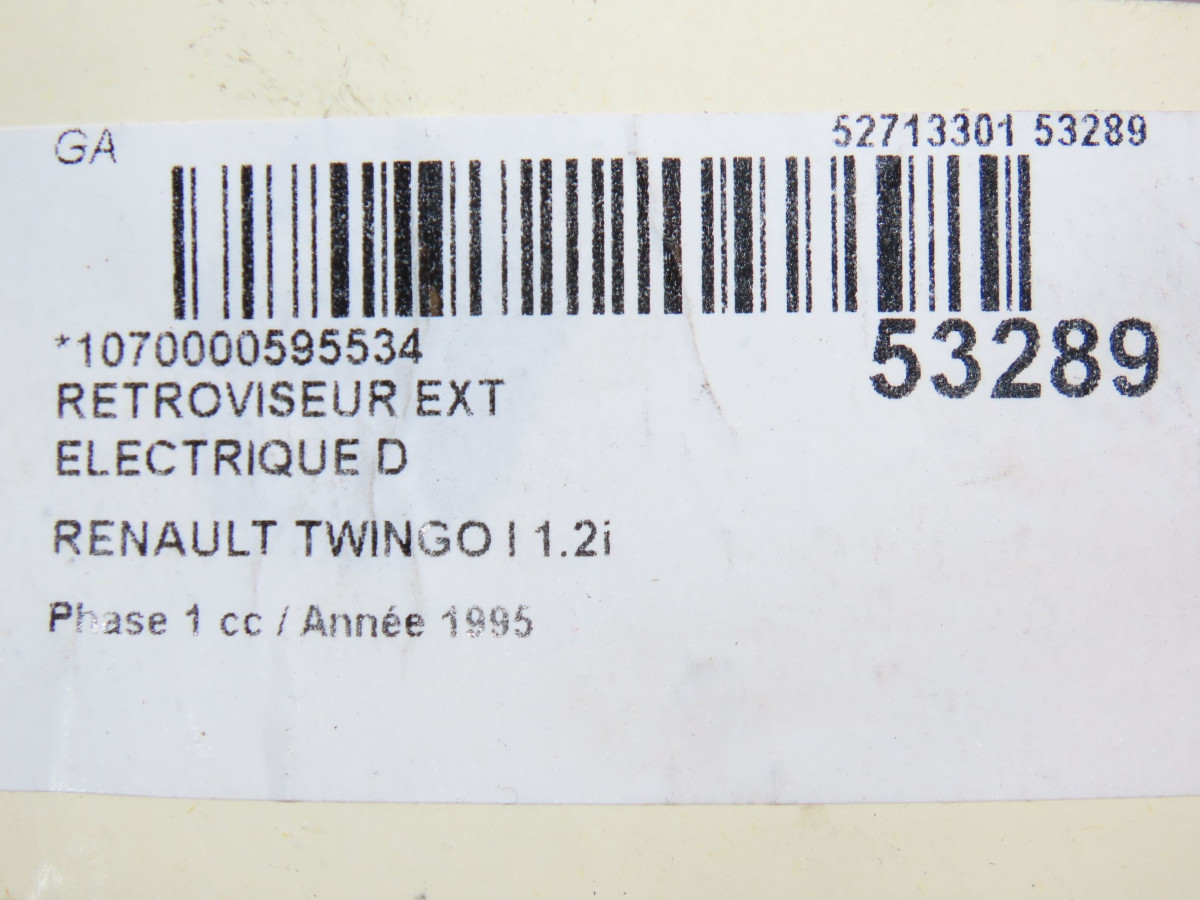 GA
52713301 53289
*1070000595534
53289
RETROVISEUR EXT
ELECTRIQUE D
RENAULT TWINGO I 1.2i
Phase 1 cc / Année 1995